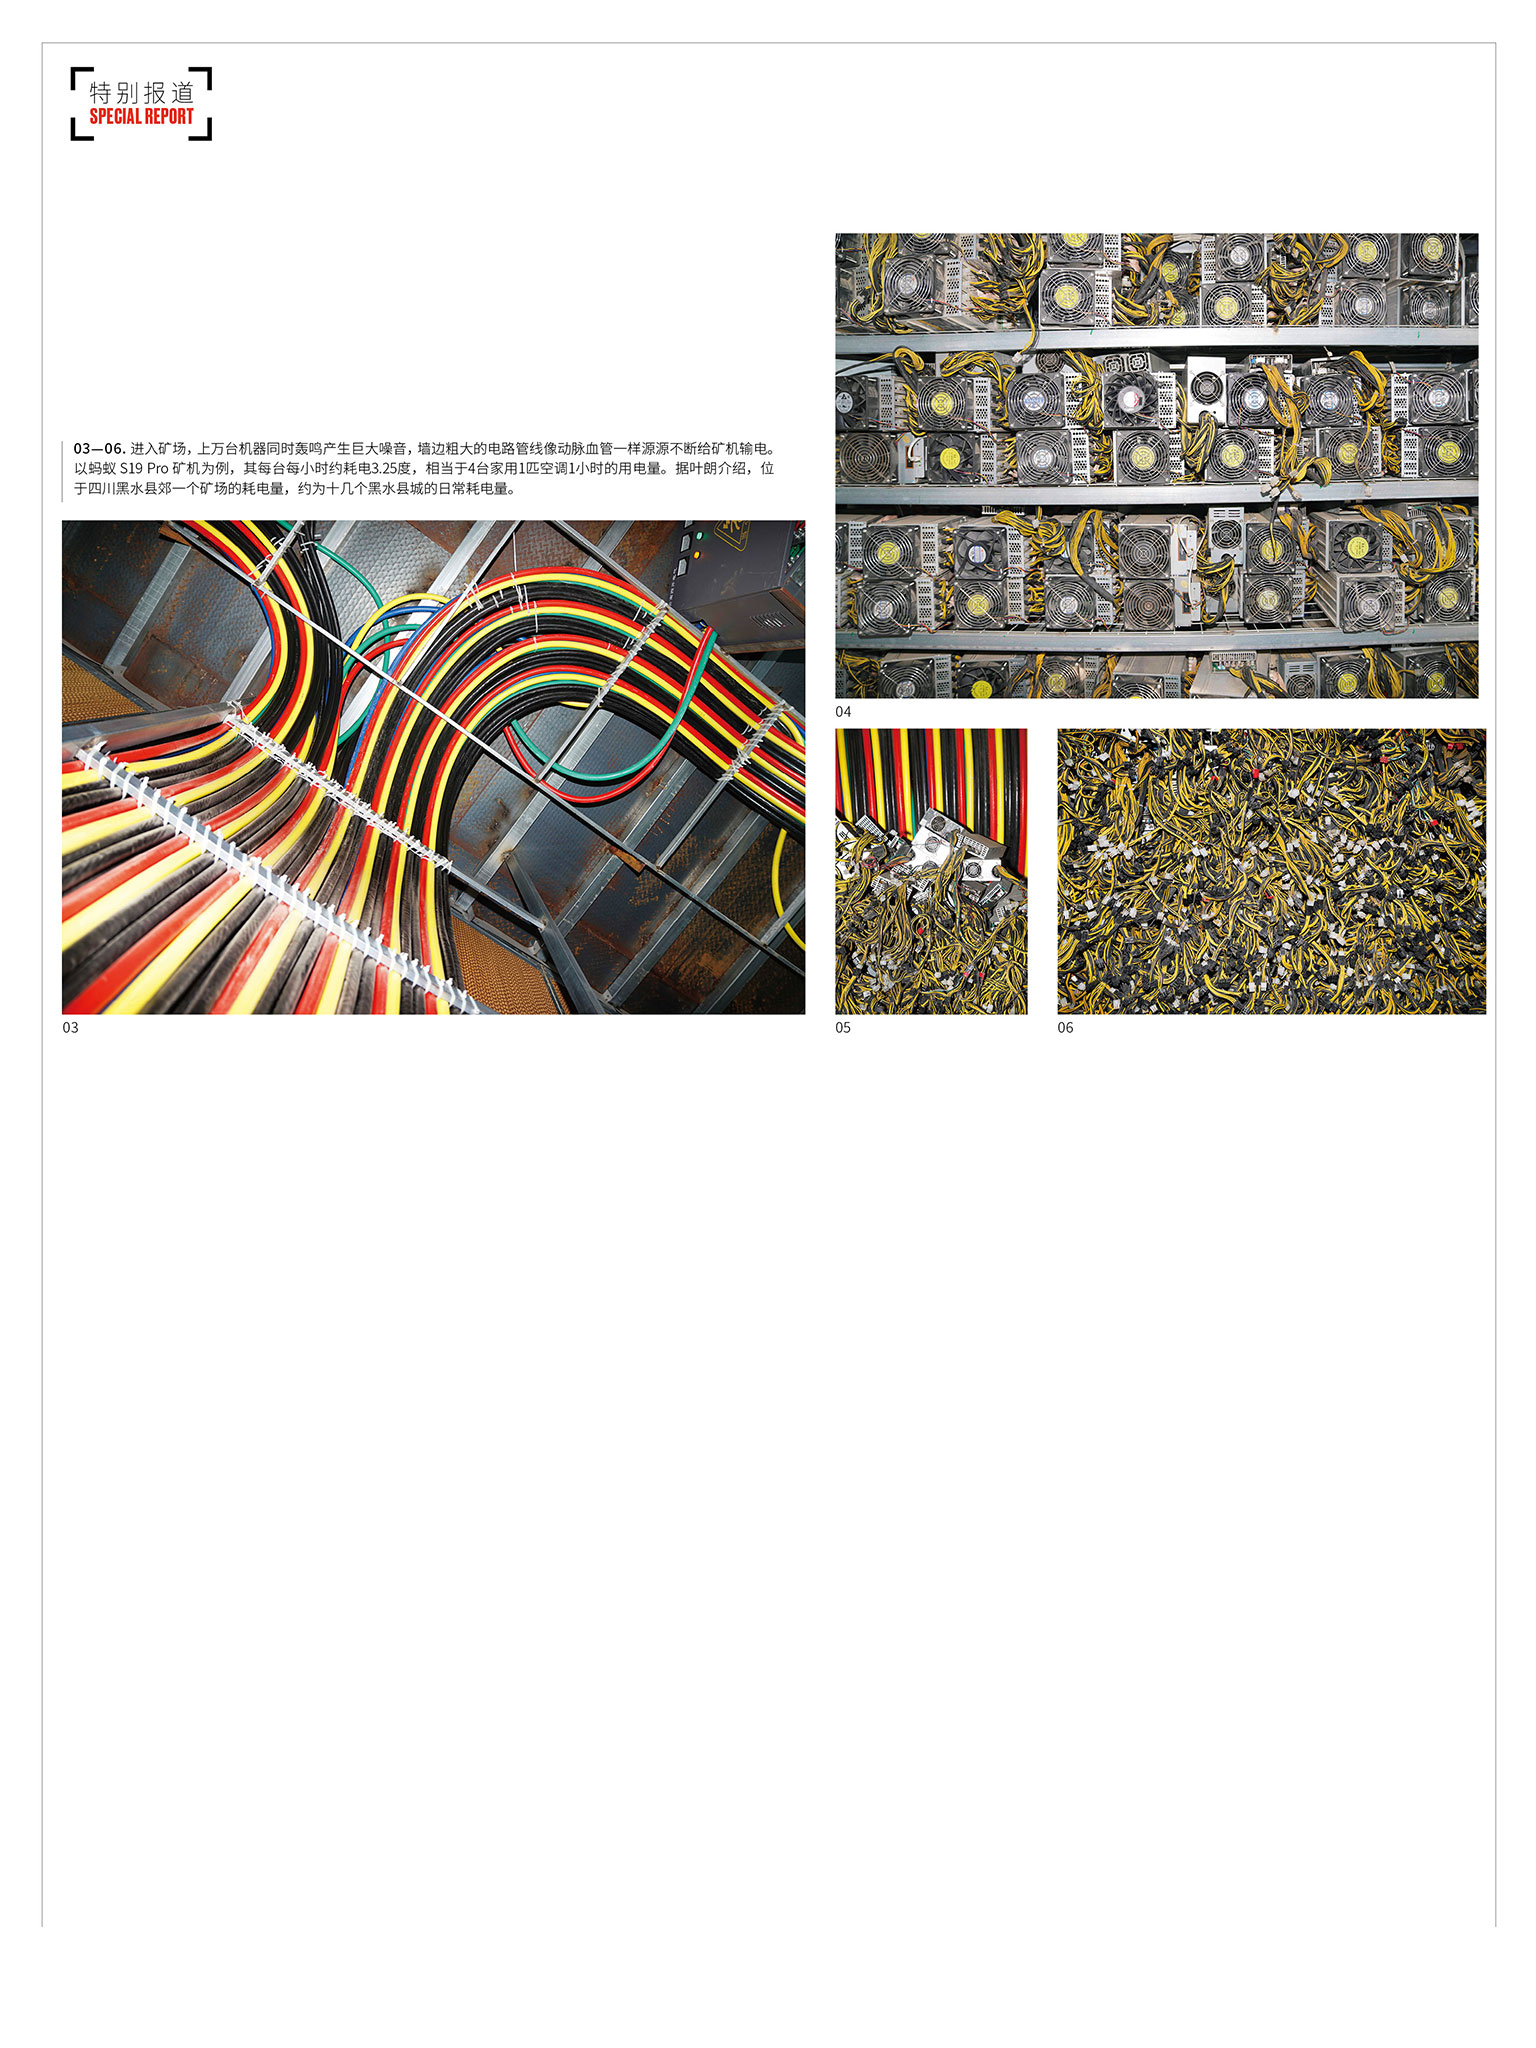 特别报道
SPECIAL REPORT
03—06. 进入矿场，上万台机器同时轰鸣产生巨大噪音，墙边粗大的电路管线像动脉血管一样源源不断给矿机输电。
以蚂蚁 S19 Pro 矿机为例，其每台每小时约耗电3.25度，相当于4台家用1匹空调1小时的用电量。据叶朗介绍，位
于四川黑水县郊一个矿场的耗电量，约为十几个黑水县城的日常耗电量。
04
03
05
06